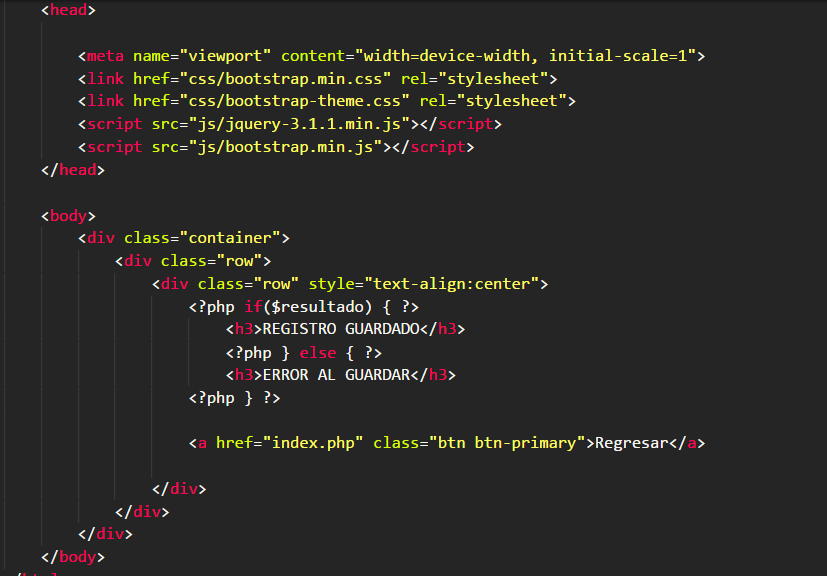 <head>
<meta name="viewport" content="width=device-width, initial-scale=1">
<link href="css/bootstrap.min.css" rel="stylesheet">
<link href="css/bootstrap-theme.css" rel="stylesheet">
<script src="js/jquery-3.1.1.min.js"></script>
<script src="js/bootstrap.min.js"></script>
</head>
<body>
<div class="container">
<div class="row">
<div class="row" style="text-align:center">
<?php if($resultado) { ?>
<h3>REGISTRO GUARDADO</h3>
<?php } else { ?>
<h3>ERROR AL GUARDAR</h3>
<?php } ?>
<a href="index.php" class="btn btn-primary">Regresar</a>
</div>
</div>
</div>
</body>